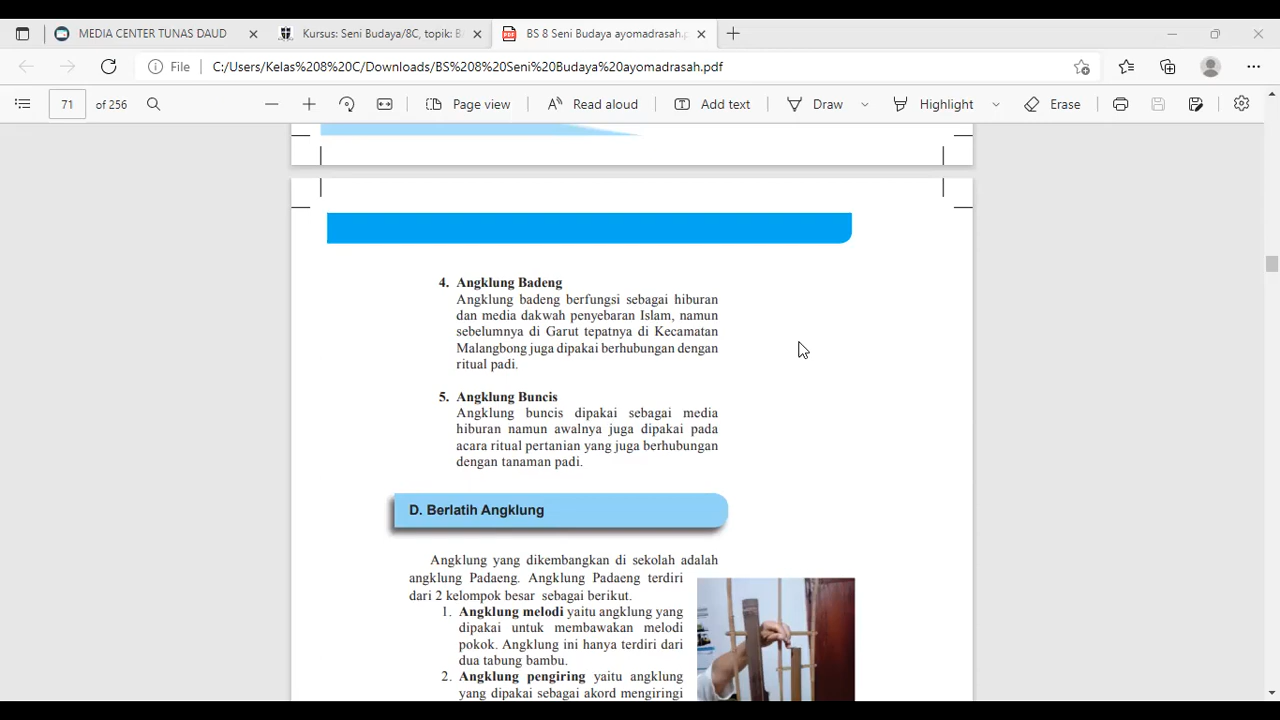 MEDIA CENTER TUNAS DAUD
Kursus: Seni Budaya/8C, topik: B
BS 8 Seni Budaya ayomadrasah.p
File
C:/Users/Kelas%208%20C/Downloads/BS%208%20Seni%20Budaya%20ayomadrasah.pdf
71 of 256
Page view
Read aloud
Add text
Draw
Highlight
Erase
4. Angklung Badeng
Angklung badeng berfungsi sebagai hiburan
dan media dakwah penyebaran Islam, namun
sebelumnya di Garut tepatnya di Kecamatan
Malangbong juga dipakai berhubungan dengan
ritual padi.
5. Angklung Buncis
Angklung buncis dipakai sebagai media
hiburan namun awalnya juga dipakai pada
acara ritual pertanian yang juga berhubungan
dengan tanaman padi.
D. Berlatih Angklung
Angklung yang dikembangkan di sekolah adalah
angklung Padaeng. Angklung Padaeng terdiri
dari 2 kelompok besar sebagai berikut.
1. Angklung melodi yaitu angklung yang
dipakai untuk membawakan melodi
pokok. Angklung ini hanya terdiri dari
dua tabung bambu.
2. Angklung pengiring yaitu angklung
yang dipakai sebagai akord mengiringi